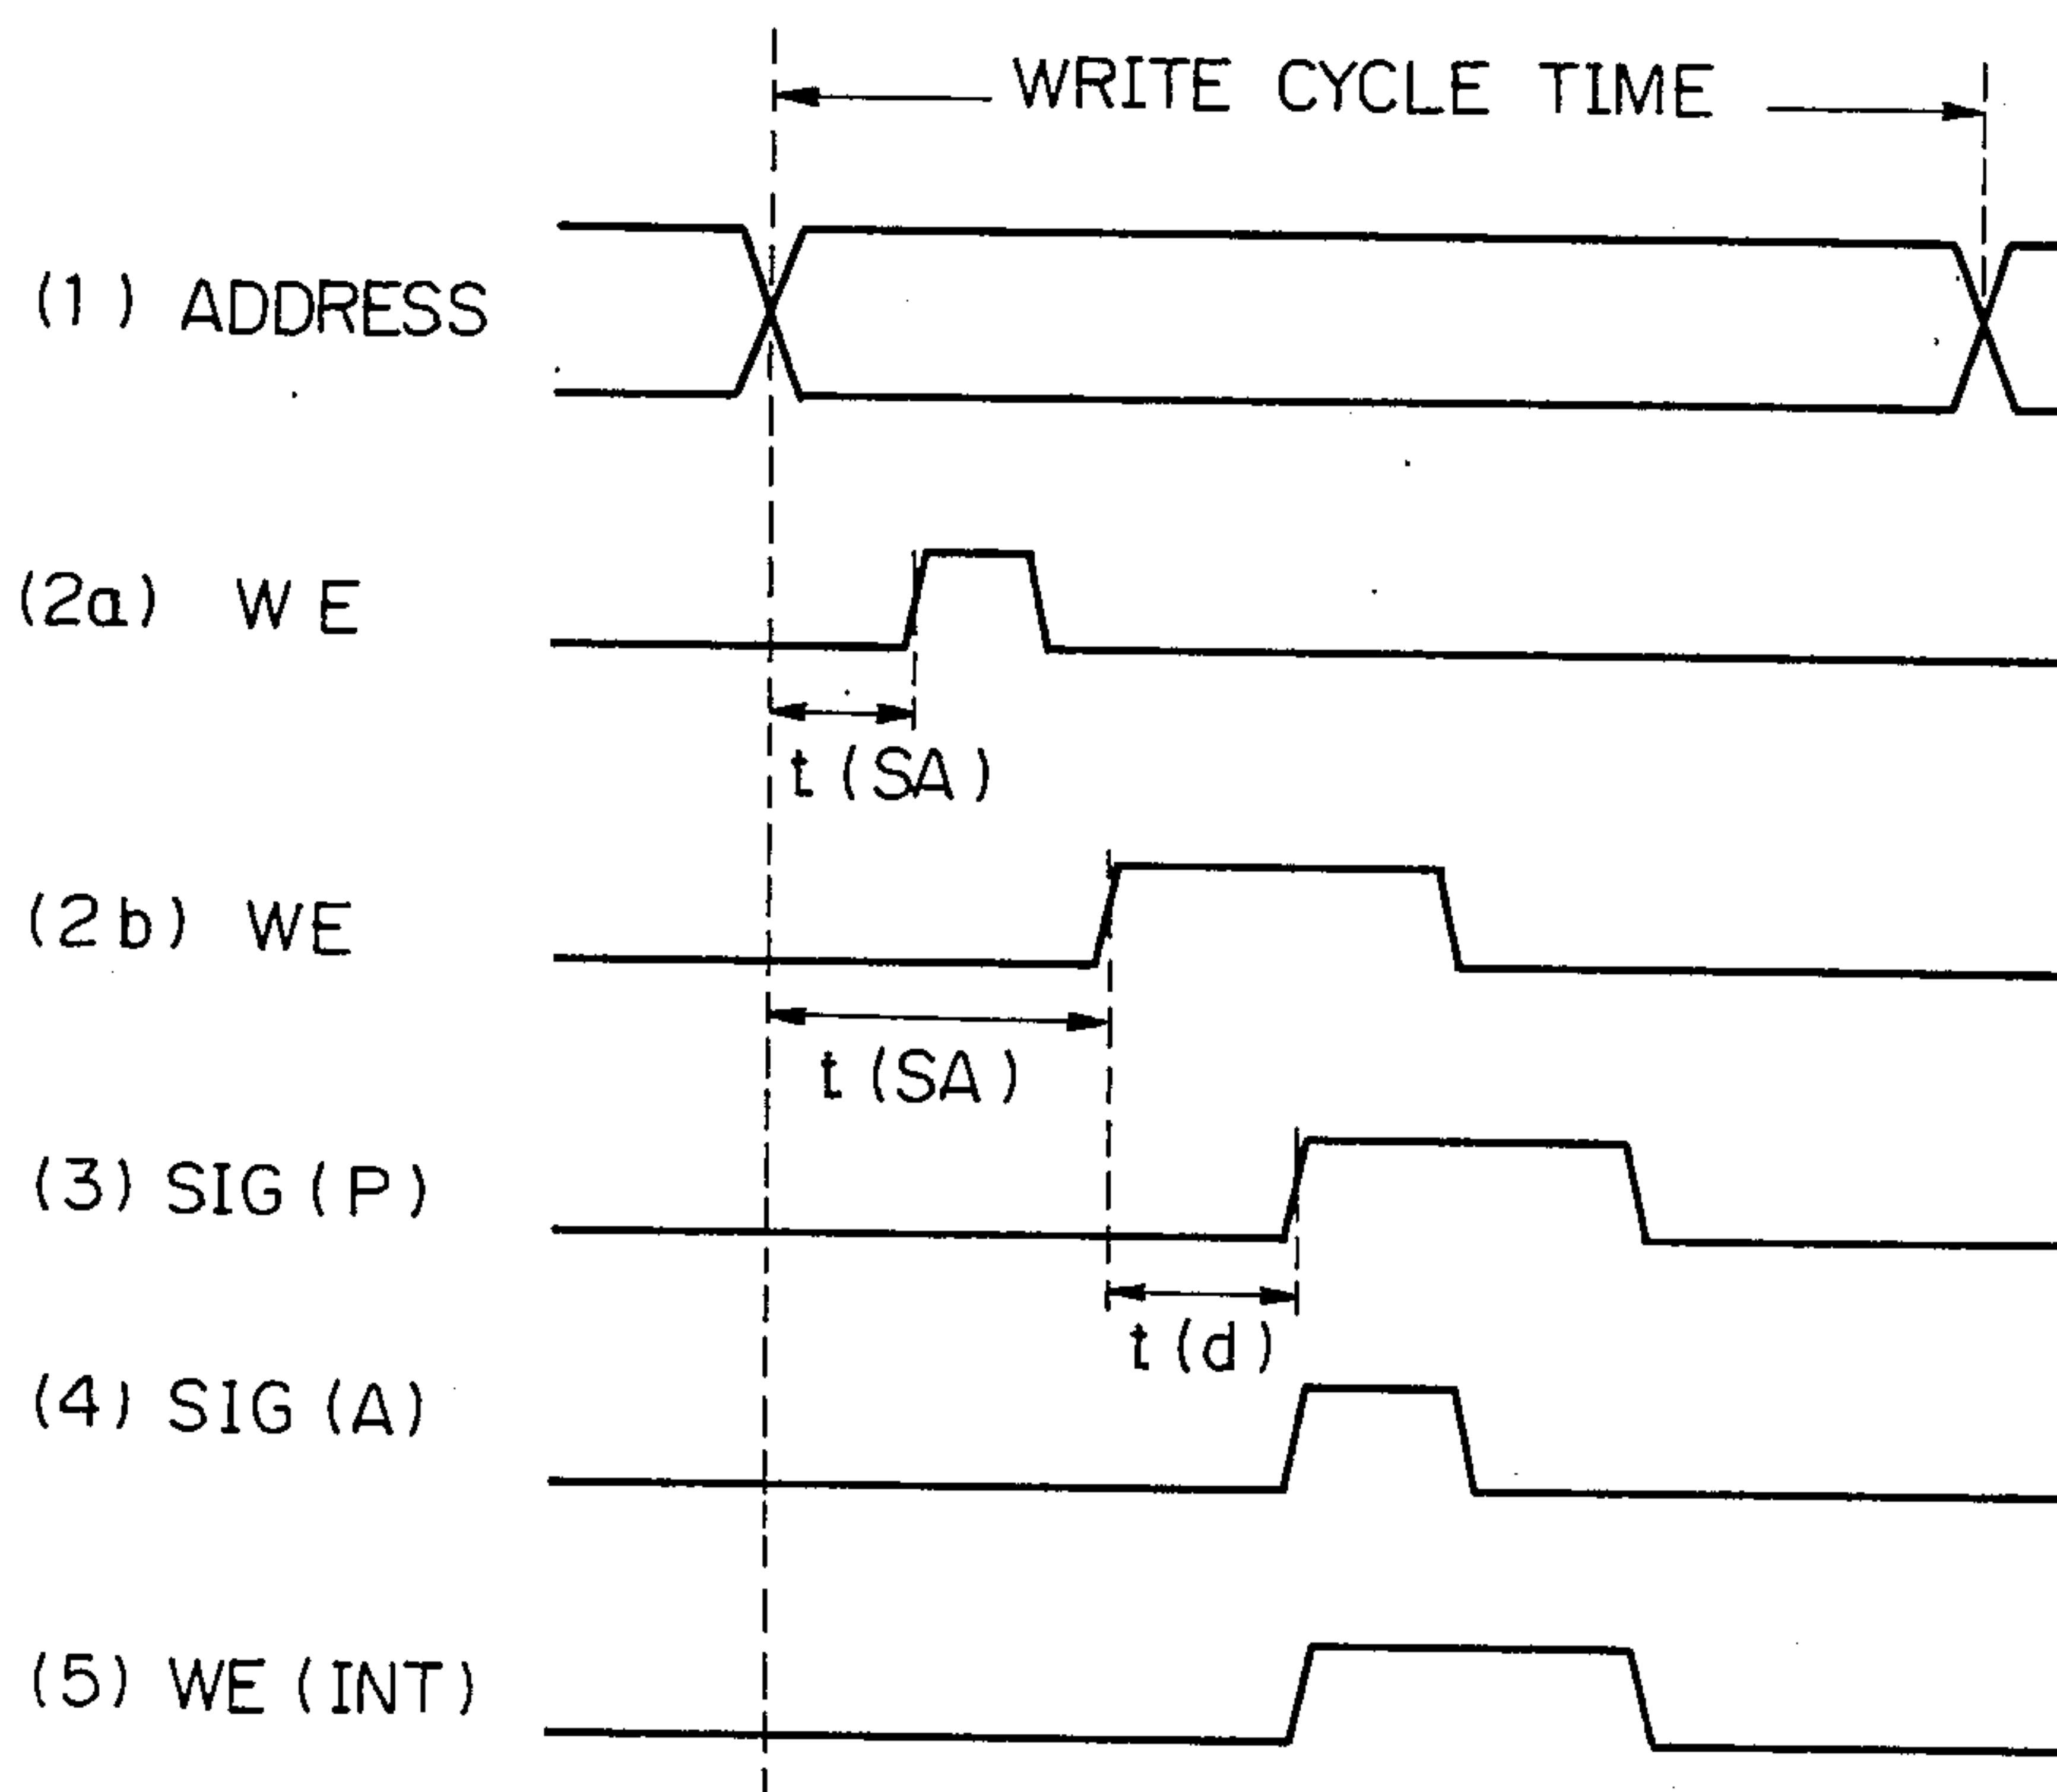 WRITE CYCLE TIME
(1) ADDRESS
(2a) WE
t(SA)
(2b) WE
t(SA)
(3) SIG(P)
t(d)
(4) SIG(A)
(5) WE(INT)